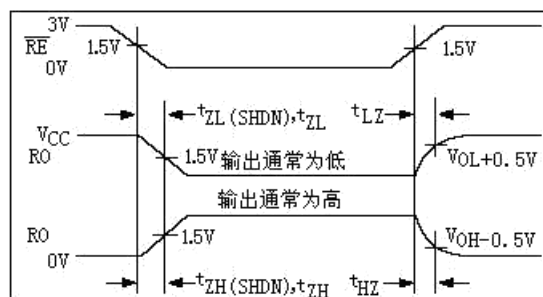 3V
RE
1.5V
1.5V
0V
tZL(SHDN),tZL
tLZ
VCC
RO
1.5V
输出通常为低
VOL+0.5V
输出通常为高
RO
1.5V
VOH-0.5V
0V
tZH(SHDN),tZH
tHZ